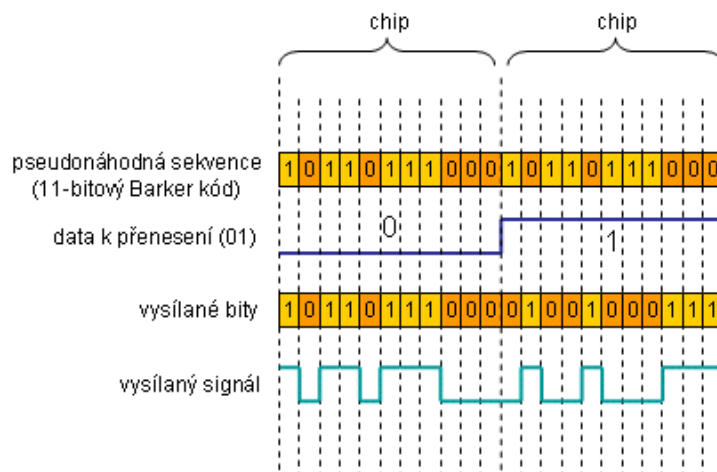 chip chip
pseudonáhodná sekvence
(11-bitový Barker kód)
1 0 1 1 0 1 1 1 0 0 0 1 0 1 1 0 1 1 1 0 0 0
data k přenesení (01)
0 1
vysílané bity
1 0 1 1 0 1 1 1 0 0 0 0 1 0 0 1 0 0 0 1 1 1
vysílaný signál